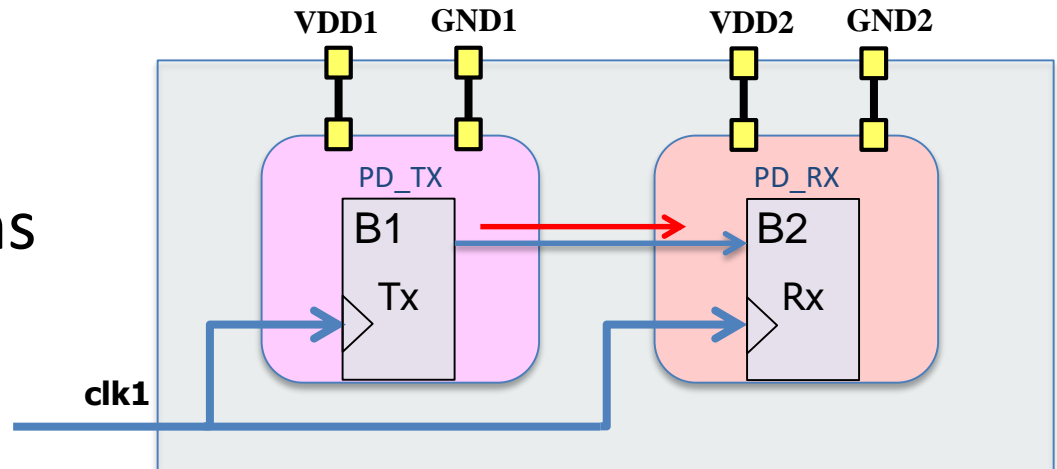 VDD1 GND1 VDD2 GND2
PD_TX PD_RX
B1 B2
Tx Rx
clk1